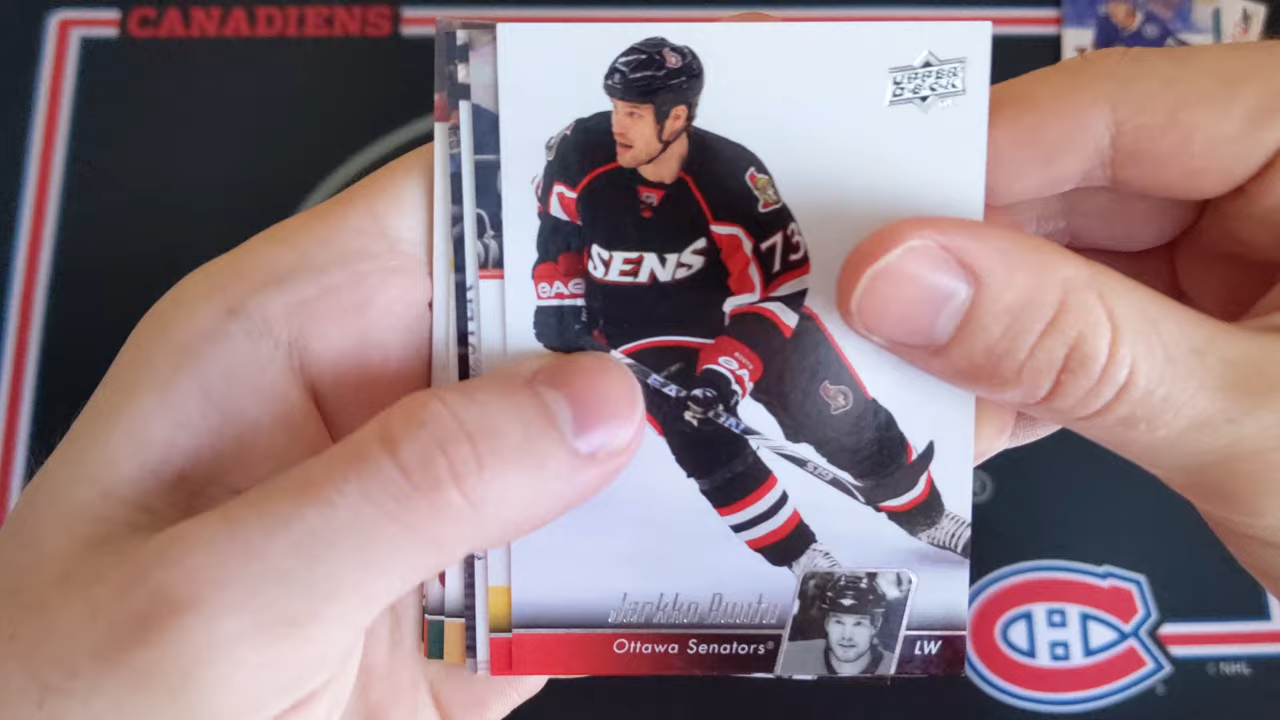 CANADIENS
UPPER
DECK
73
SENS
Jarkko Ruutu
Ottawa Senators®
LW
© NHL